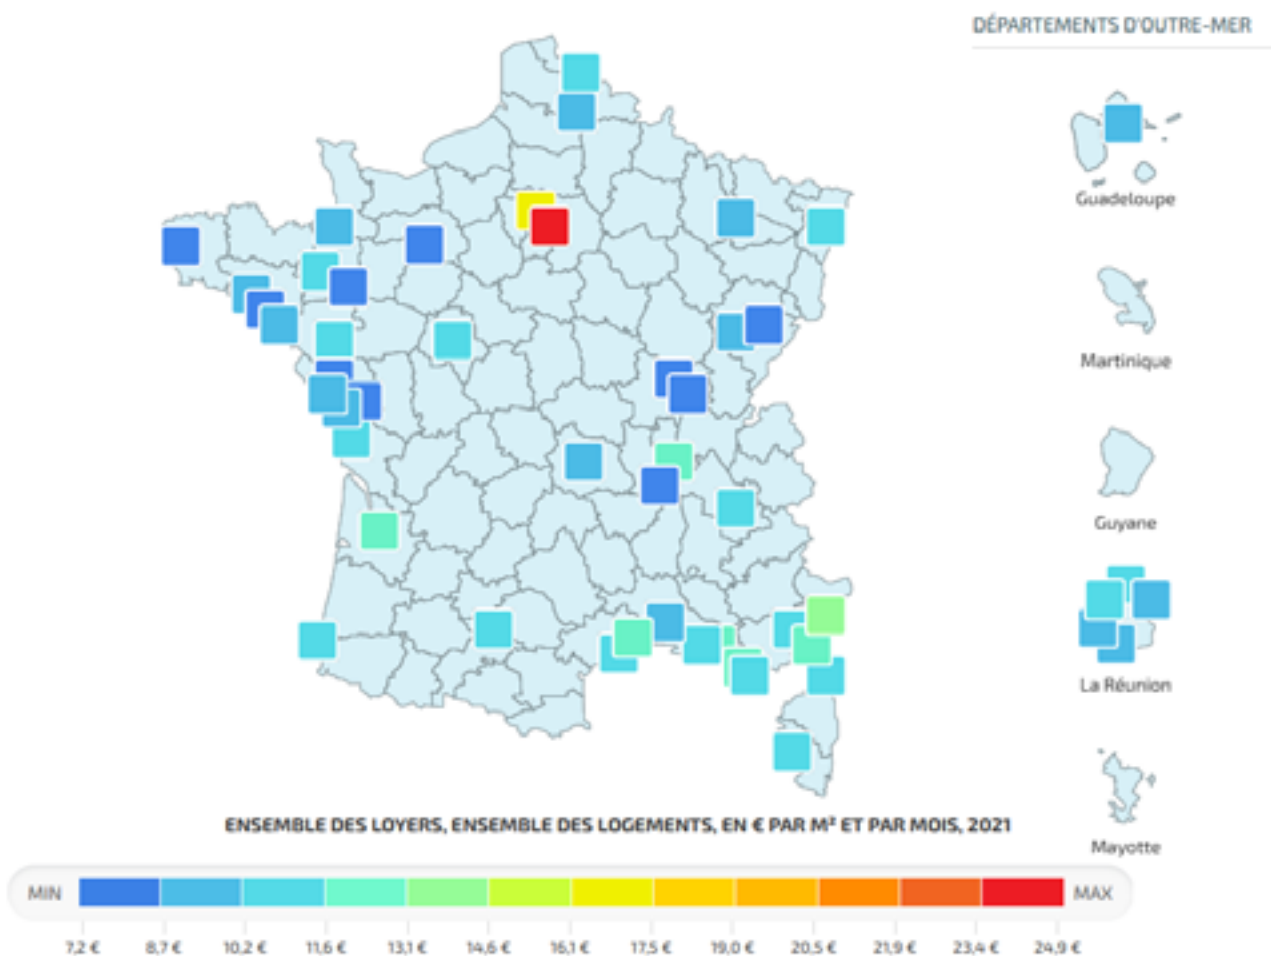 DÉPARTEMENTS D'OUTRE-MER
Guadeloupe
Martinique
Guyane
La Réunion
Mayotte
ENSEMBLE DES LOYERS, ENSEMBLE DES LOGEMENTS, EN € PAR M² ET PAR MOIS, 2021
MIN
MAX
7,2 € 8,7 € 10,2 € 11,6 € 13,1 € 14,6 € 16,1 € 17,5 € 19,0 € 20,5 € 21,9 € 23,4 € 24,9 €